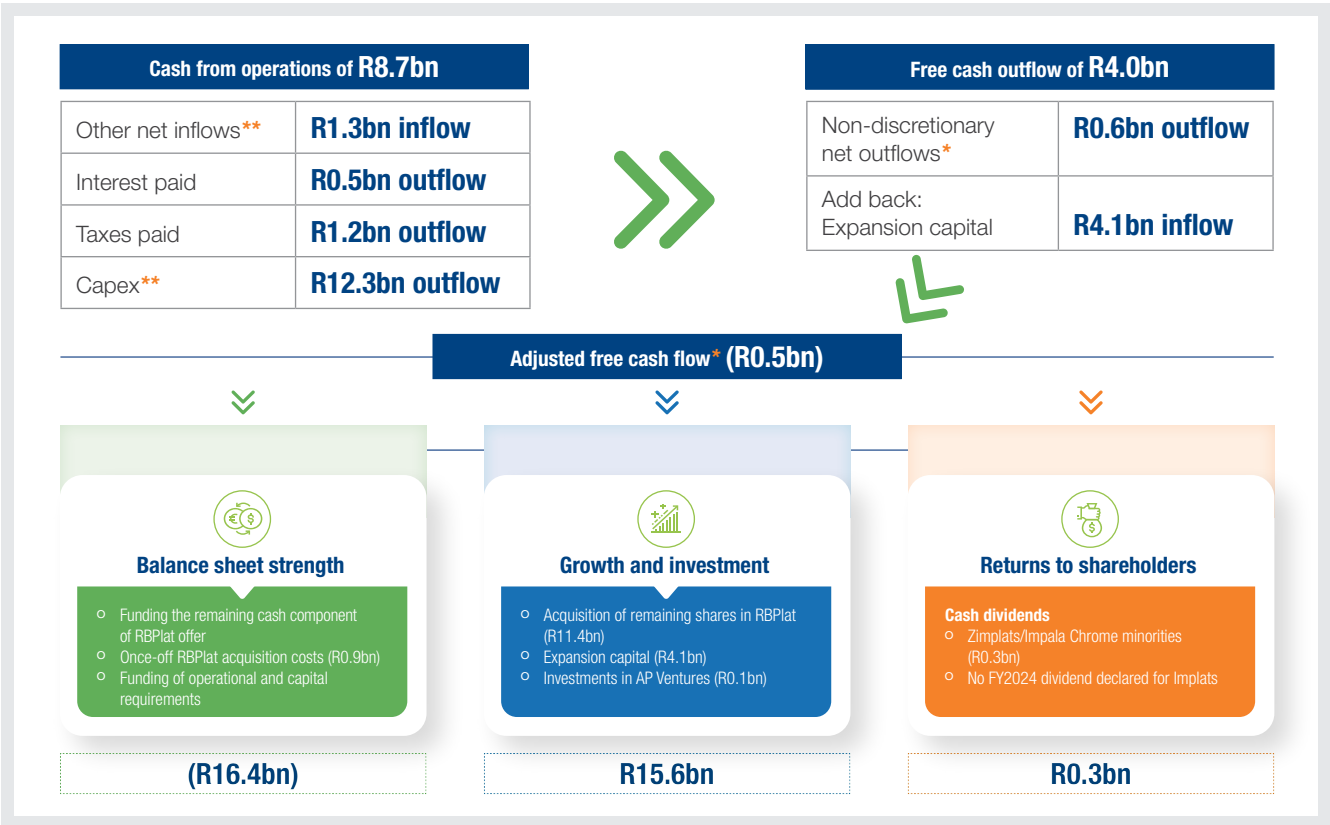 Cash from operations of R8.7bn
Other net inflows** R1.3bn inflow
Interest paid R0.5bn outflow
Taxes paid R1.2bn outflow
Capex** R12.3bn outflow
Free cash outflow of R4.0bn
Non-discretionary
net outflows* R0.6bn outflow
Add back:
Expansion capital R4.1bn inflow
Adjusted free cash flow* (R0.5bn)
Balance sheet strength
o Funding the remaining cash component
of RBPlat offer
o Once-off RBPlat acquisition costs (R0.9bn)
o Funding of operational and capital
requirements
(R16.4bn)
Growth and investment
o Acquisition of remaining shares in RBPlat
(R11.4bn)
o Expansion capital (R4.1bn)
o Investments in AP Ventures (R0.1bn)
R15.6bn
Returns to shareholders
Cash dividends
o Zimplats/Impala Chrome minorities
(R0.3bn)
o No FY2024 dividend declared for Implats
R0.3bn